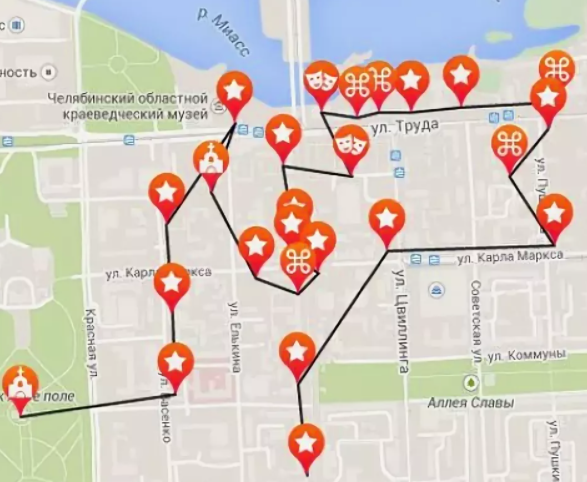 р. Миасс
ность
Челябинский областной
краеведческий музей
ул. Труда
ул. Карла Маркса
ул. Карла Маркса
Красная ул.
ул. Елькина
ул. Цвиллинга
Советская ул.
ул. Коммуны
Аллея Славы
е поле
ул. Пушки